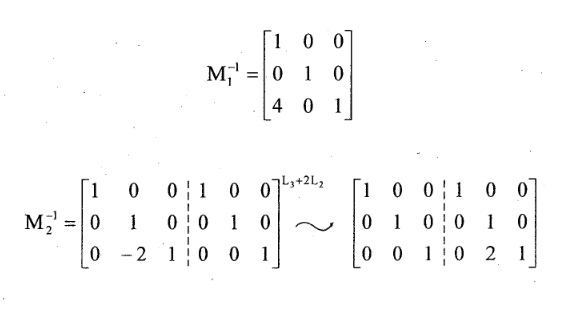 M₁⁻¹ = [1 0 0
0 1 0
4 0 1]
M₂⁻¹ = [1 0 0 ¦ 1 0 0
0 1 0 ¦ 0 1 0
0 -2 1 ¦ 0 0 1] L₃+2L₂ ~ [1 0 0 ¦ 1 0 0
0 1 0 ¦ 0 1 0
0 0 1 ¦ 0 2 1]